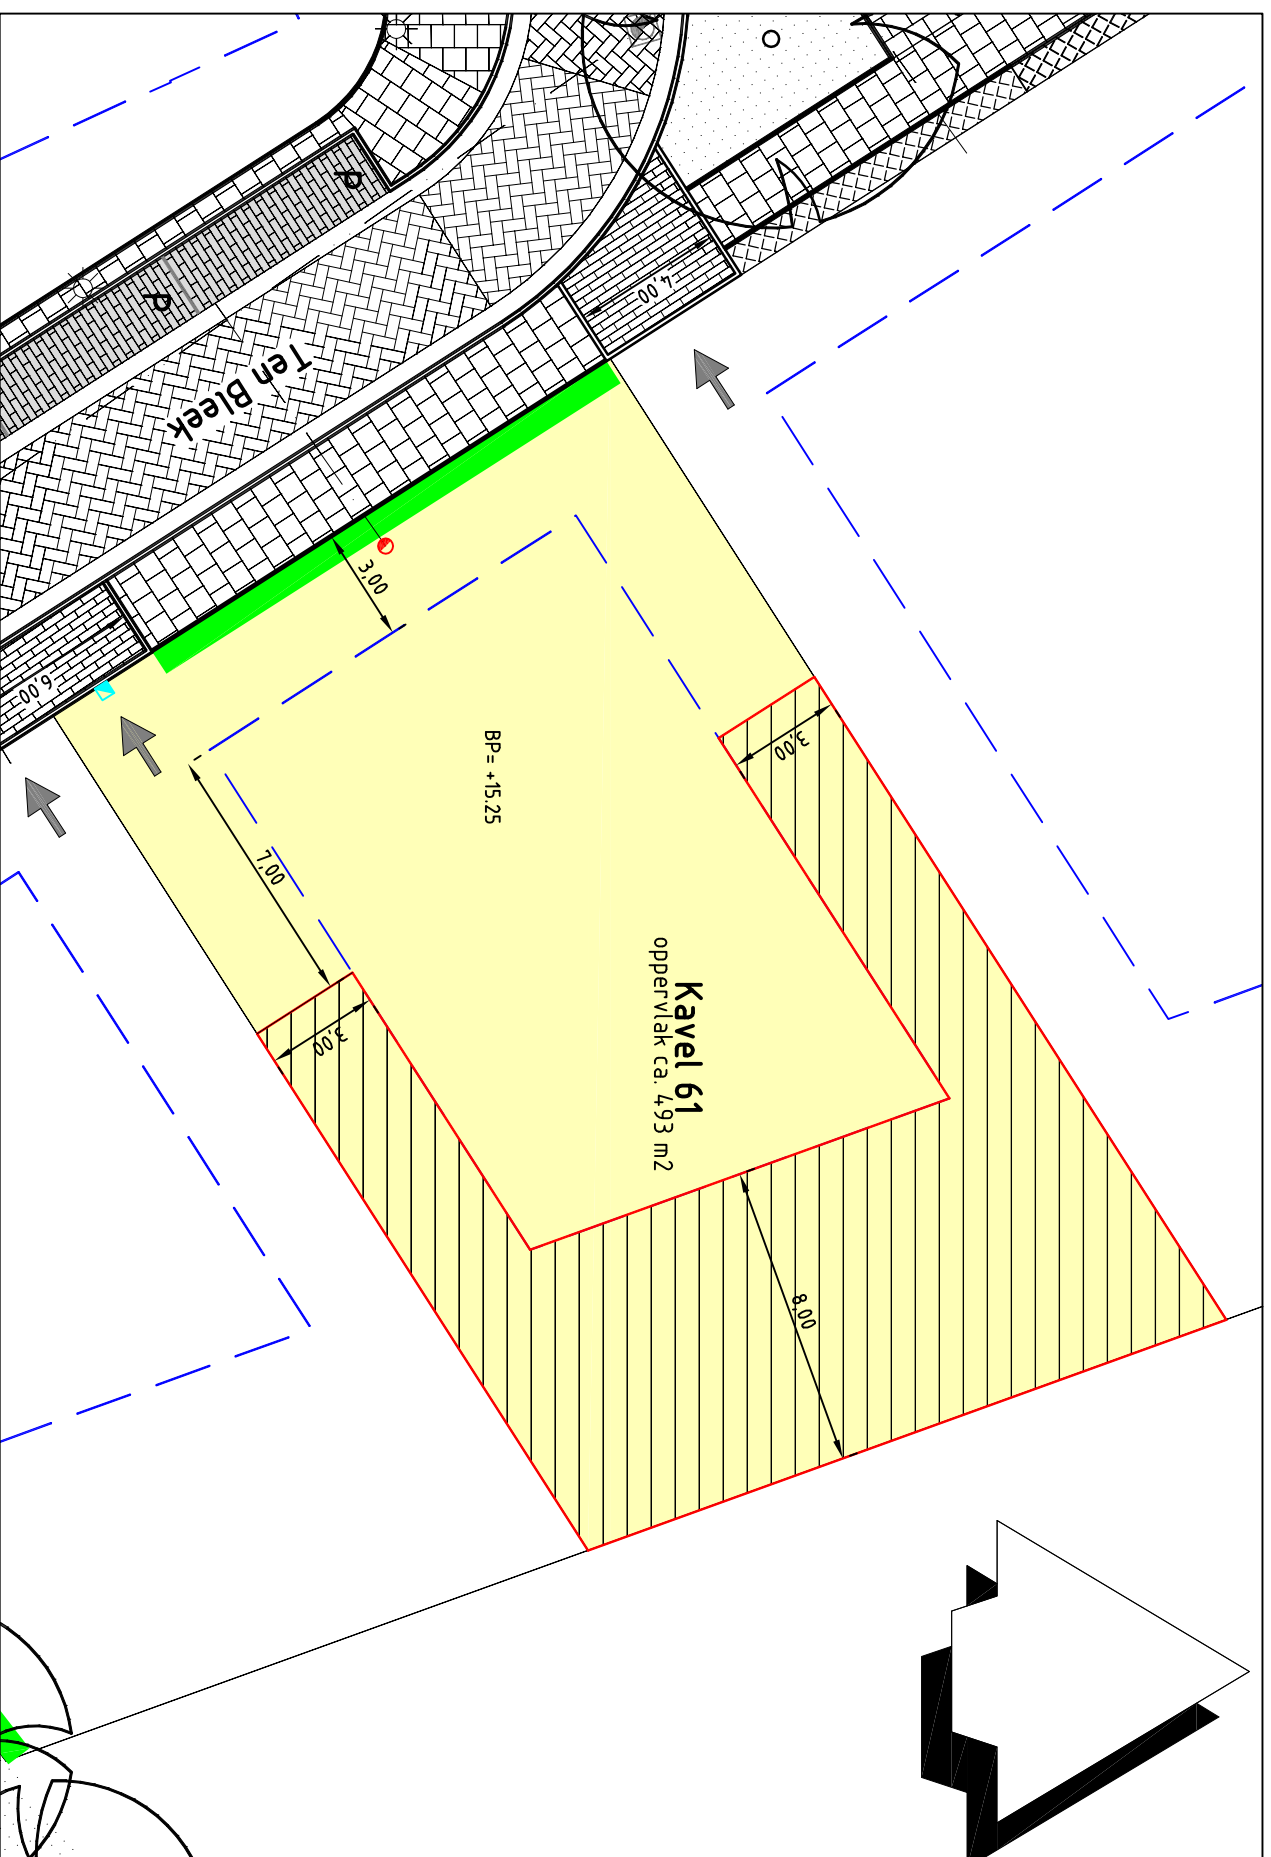 P
P
Ten Bleek
4,00
3,00
6,00
3,00
BP= +15.25
7,00
3,00
Kavel 61
oppervlak ca. 493 m2
8,00